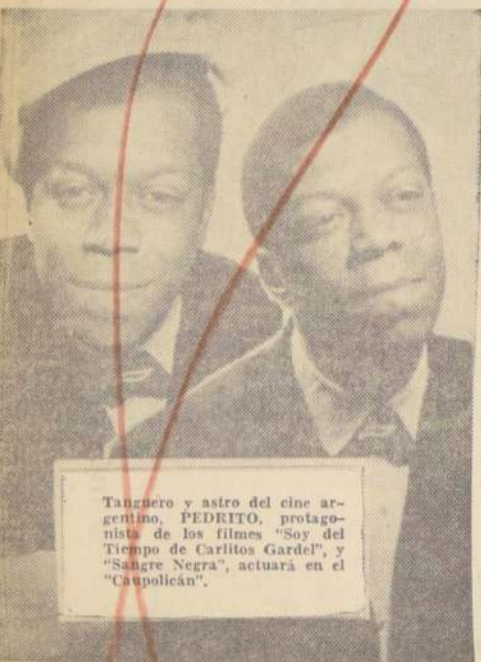 Tanguero y astro del cine ar-
gentino, PEDRITO, protago-
nista de los filmes "Soy del
Tiempo de Carlitos Gardel", y
"Sangre Negra", actuará en el
"Caupolicán".